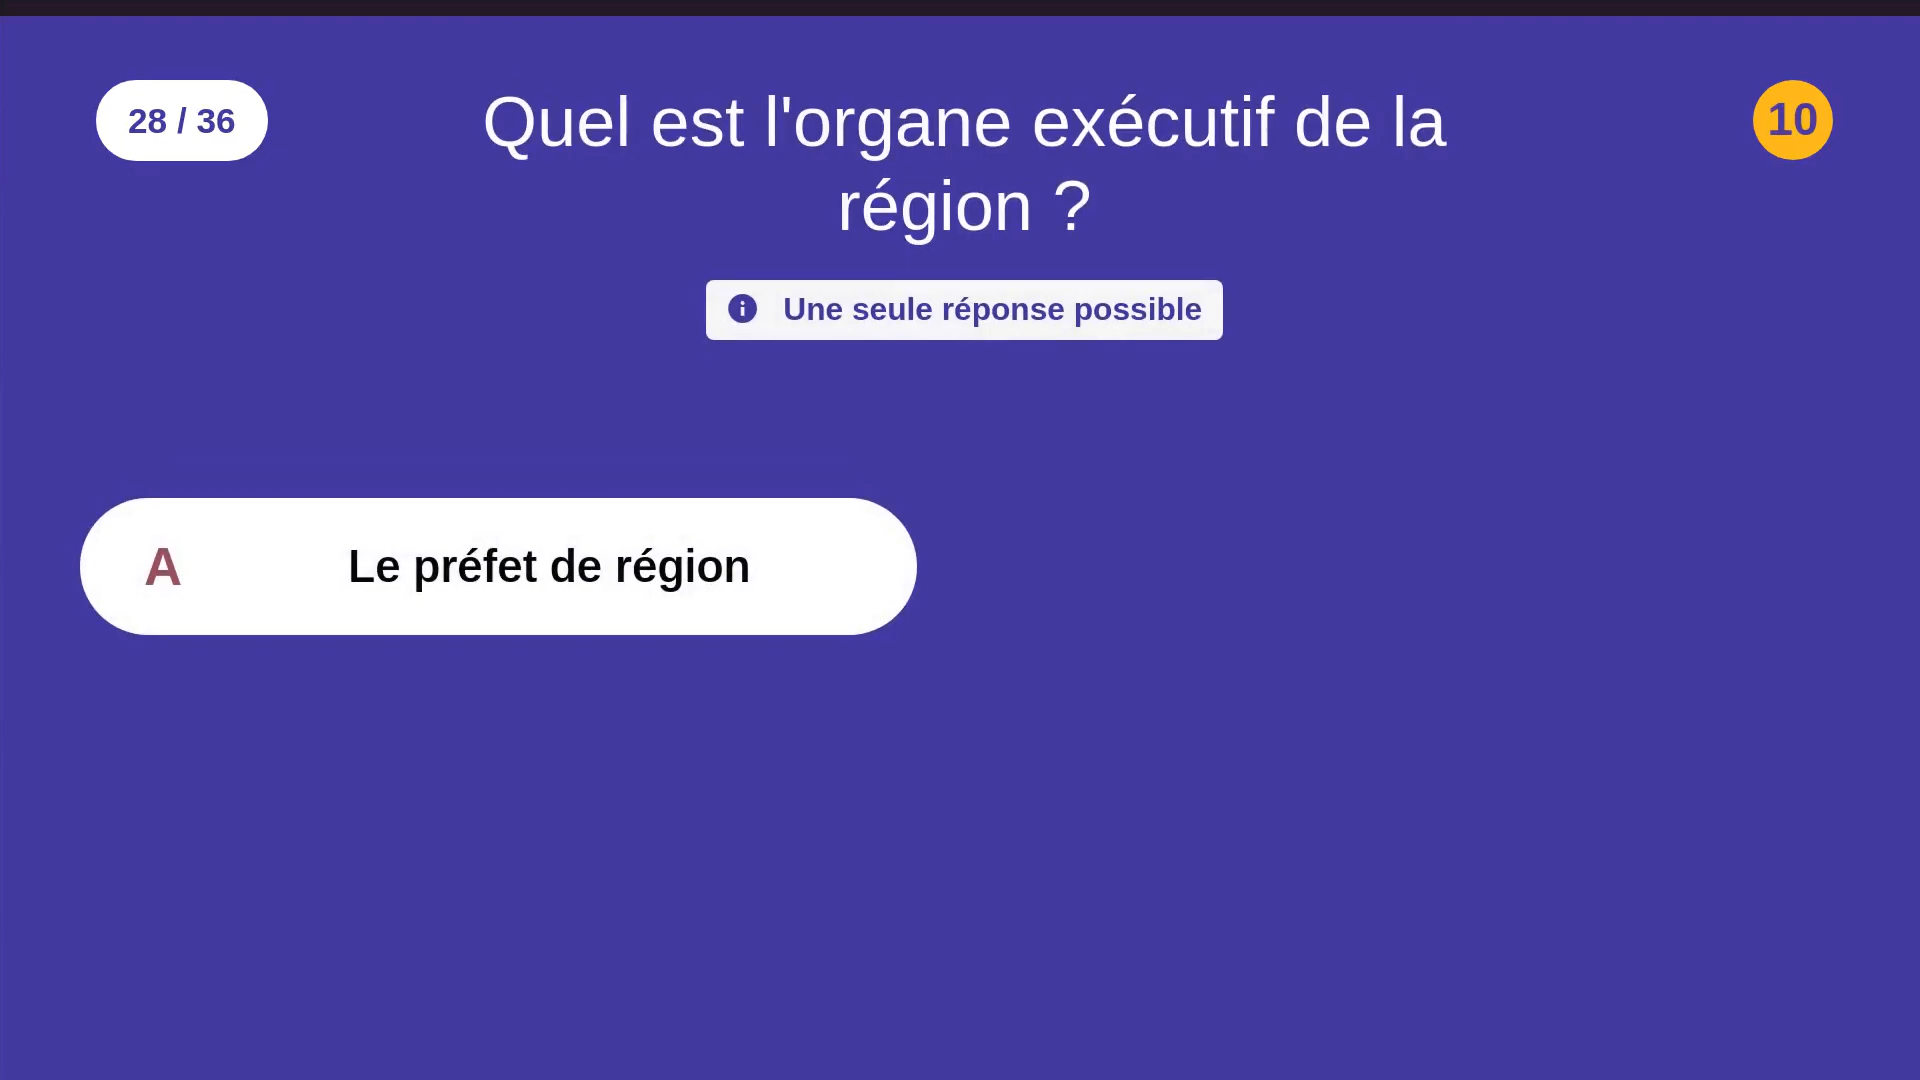 28 / 36
Quel est l'organe exécutif de la
région ?
10
Une seule réponse possible
A
Le préfet de région